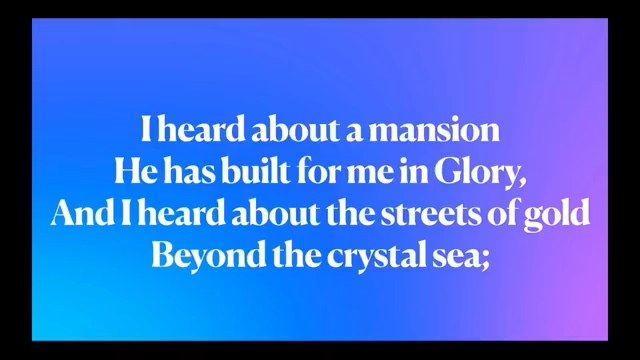 I heard about a mansion
He has built for me in Glory,
And I heard about the streets of gold
Beyond the crystal sea;